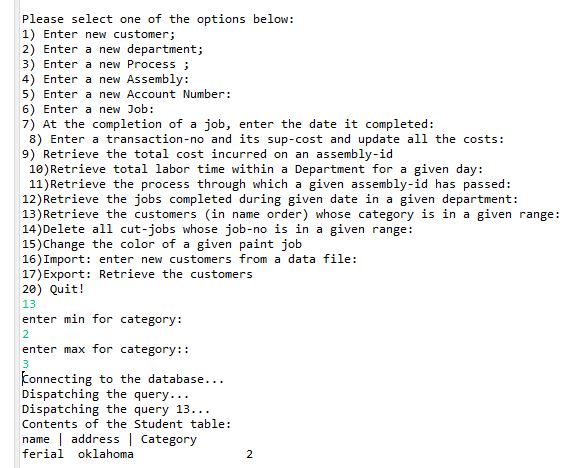 Please select one of the options below:
1) Enter new customer;
2) Enter a new department;
3) Enter a new Process ;
4) Enter a new Assembly:
5) Enter a new Account Number:
6) Enter a new Job:
7) At the completion of a job, enter the date it completed:
8) Enter a transaction-no and its sup-cost and update all the costs:
9) Retrieve the total cost incurred on an assembly-id
10)Retrieve total labor time within a Department for a given day:
11)Retrieve the process through which a given assembly-id has passed:
12)Retrieve the jobs completed during given date in a given department:
13)Retrieve the customers (in name order) whose category is in a given range:
14)Delete all cut-jobs whose job-no is in a given range:
15)Change the color of a given paint job
16)Import: enter new customers from a data file:
17)Export: Retrieve the customers
20) Quit!
13
enter min for category:
2
enter max for category::
3
Connecting to the database...
Dispatching the query...
Dispatching the query 13...
Contents of the Student table:
name | address | Category
ferial  oklahoma                2